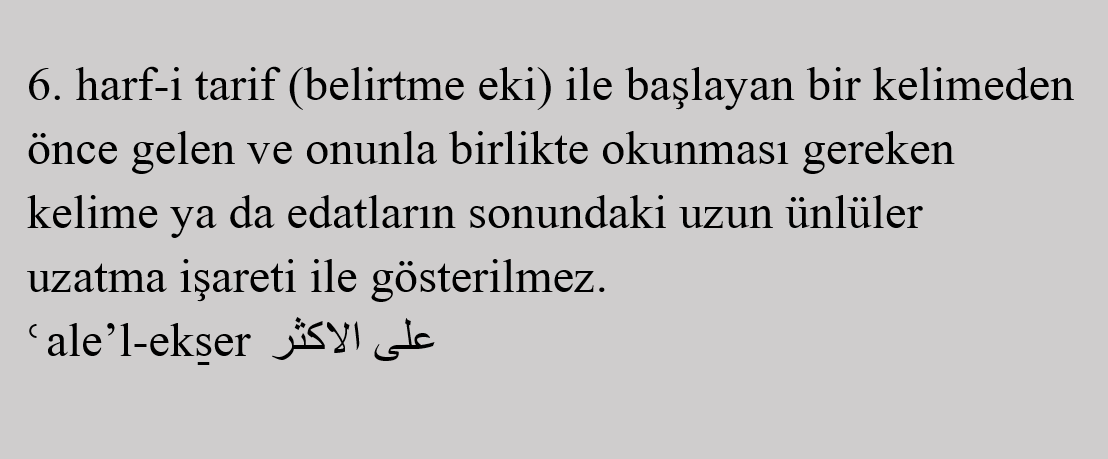 6. harf-i tarif (belirtme eki) ile başlayan bir kelimeden
önce gelen ve onunla birlikte okunması gereken
kelime ya da edatların sonundaki uzun ünlüler
uzatma işareti ile gösterilmez.
ʿale’l-eks̱er على الاكثر